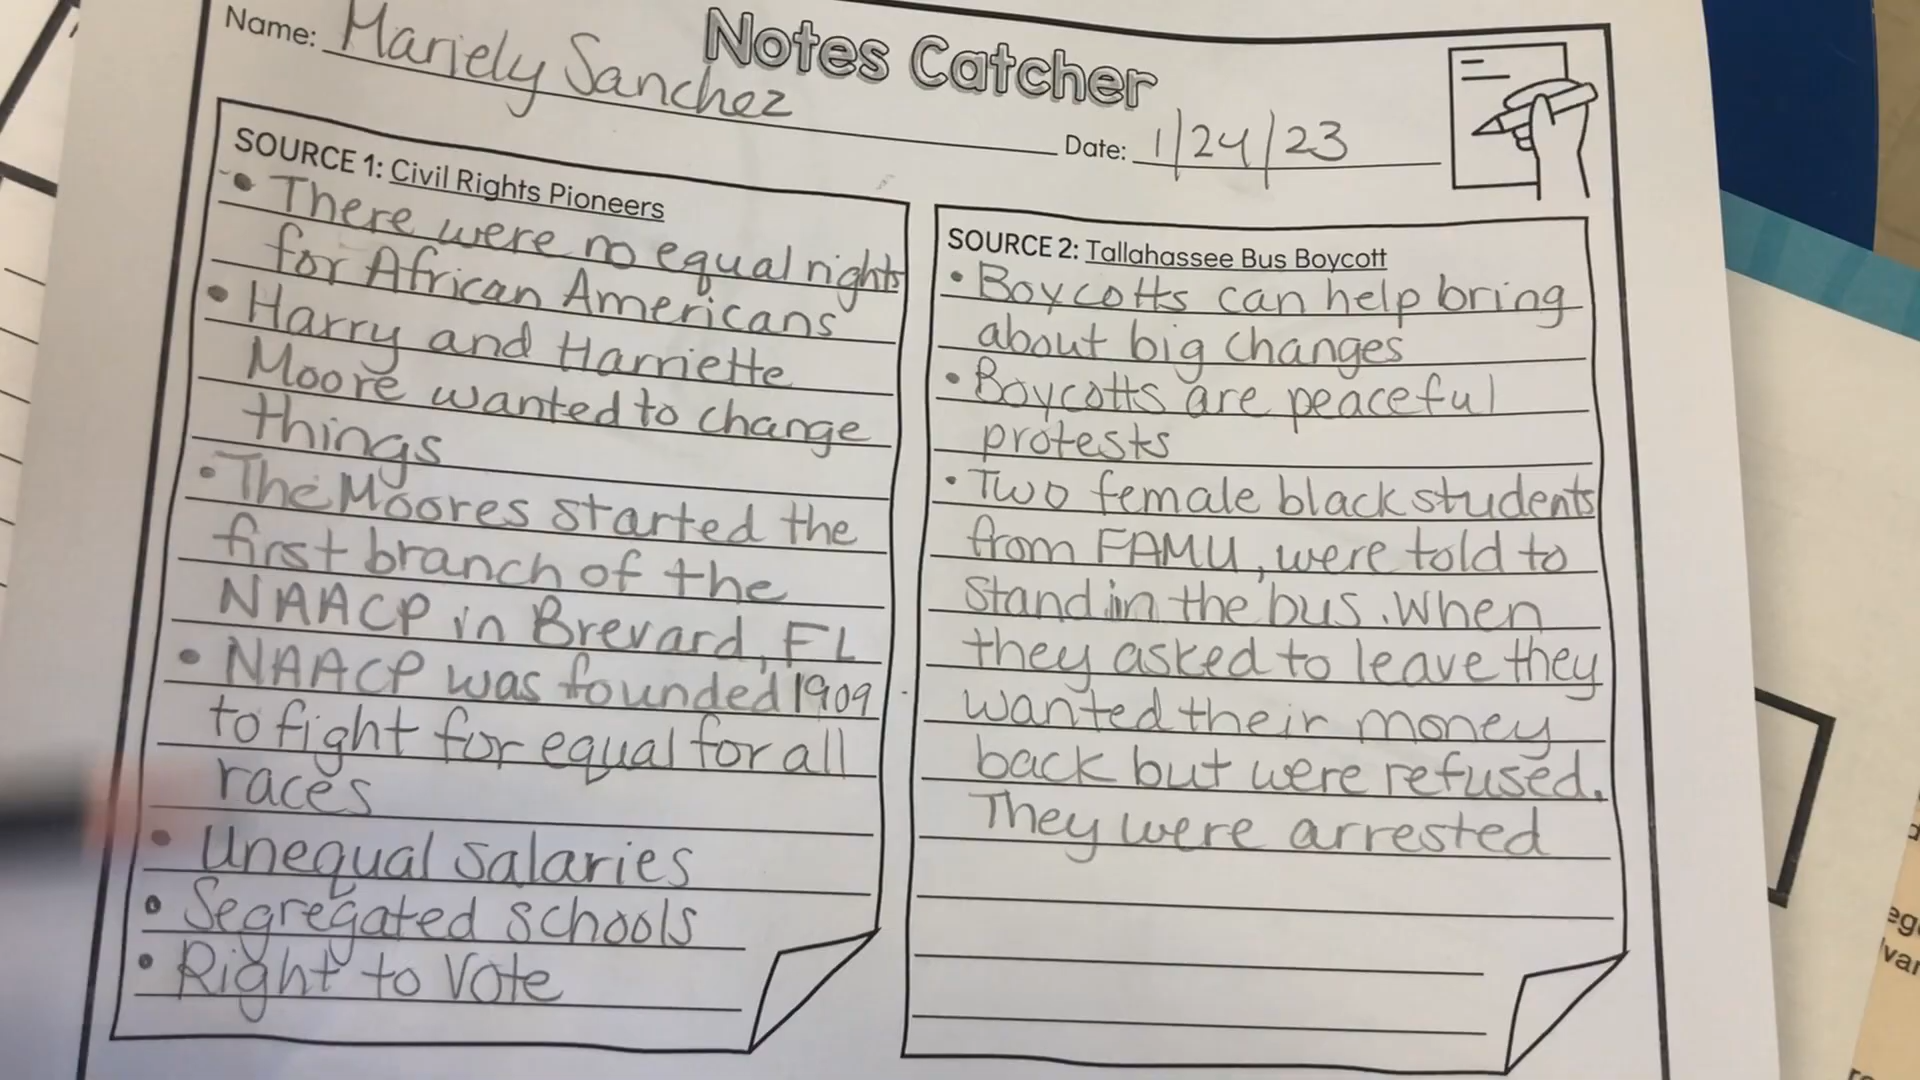 Notes Catcher
Name: Mariely Sanchez
Date: 1/24/23
SOURCE 1: Civil Rights Pioneers
• There were no equal rights
for African Americans
• Harry and Harriette
Moore wanted to change
things
• The Moores started the
first branch of the
NAACP in Brevard, FL
• NAACP was founded 1909
to fight for equal for all
races
• Unequal salaries
• Segregated schools
• Right to Vote
SOURCE 2: Tallahassee Bus Boycott
• Boycotts can help bring
about big changes
• Boycotts are peaceful
protests
• Two female black students
from FAMU, were told to
stand in the bus. When
they asked to leave they
wanted their money
back but were refused.
They were arrested